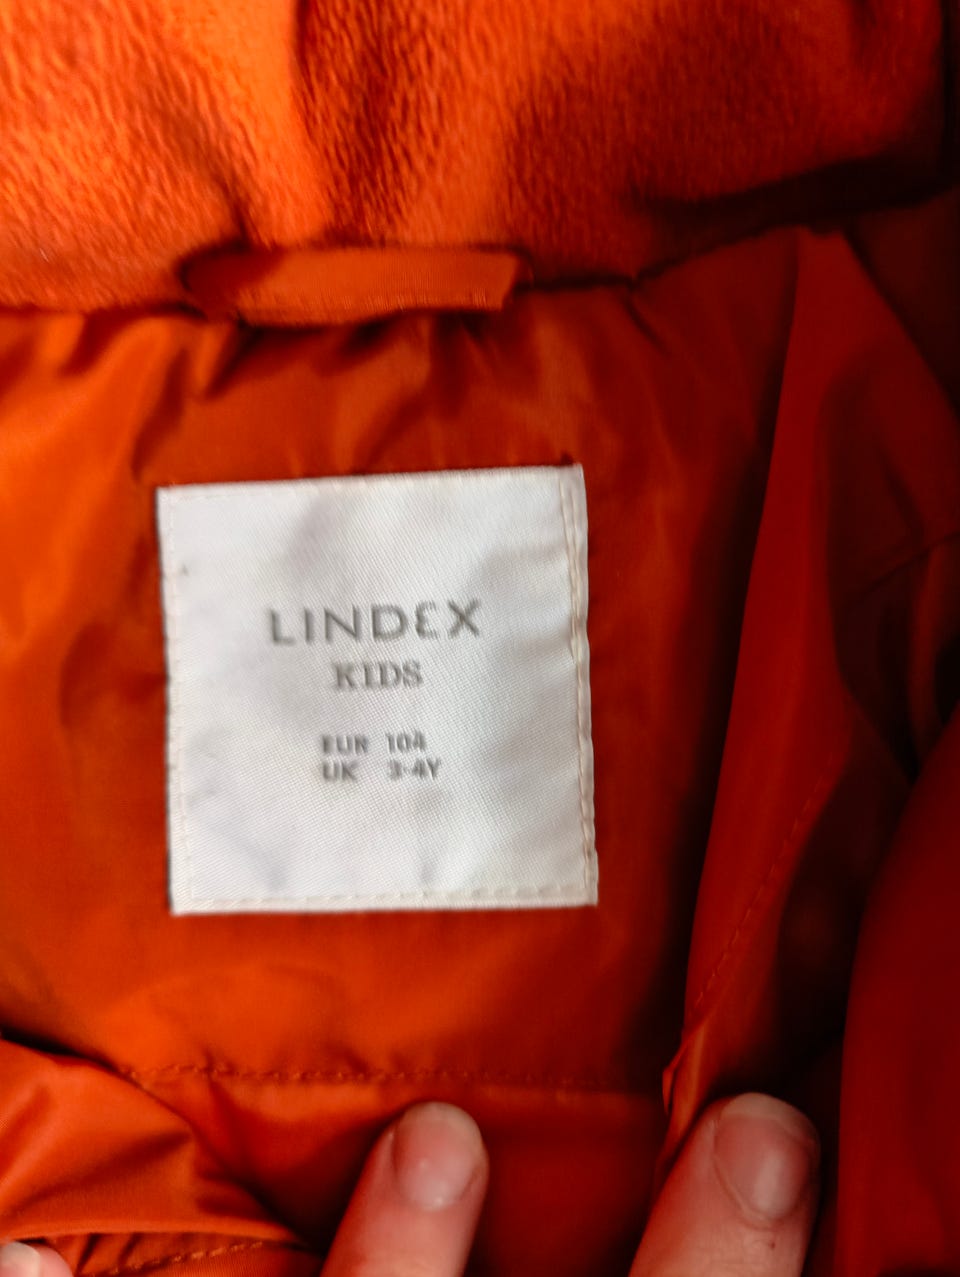 LINDEX
KIDS
EUR 104
UK 3-4Y